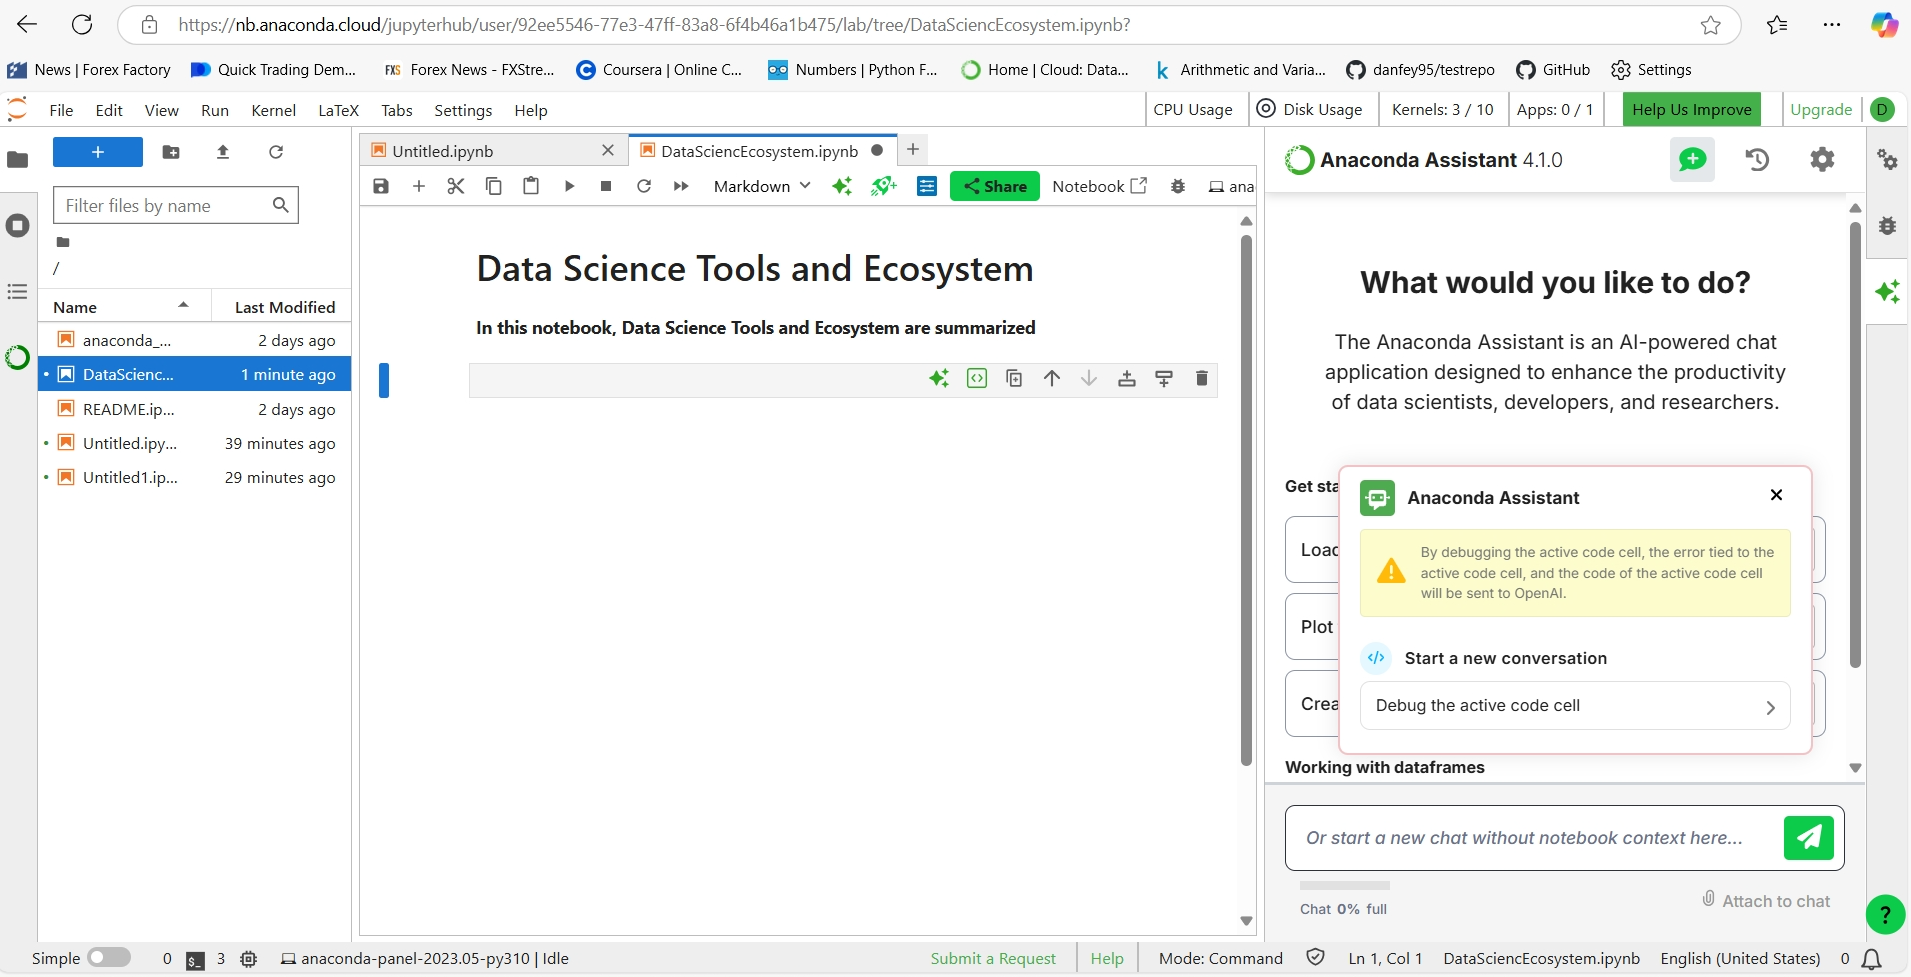 https://nb.anaconda.cloud/jupyterhub/user/92ee5546-77e3-47ff-83a8-6f4b46a1b475/lab/tree/DataSciencEcosystem.ipynb?
News | Forex Factory
Quick Trading Dem...
FXS Forex News - FXStre...
Coursera | Online C...
Numbers | Python F...
Home | Cloud: Data...
Arithmetic and Varia...
danfey95/testrepo
GitHub
Settings
File Edit View Run Kernel LaTeX Tabs Settings Help
CPU Usage
Disk Usage
Kernels: 3 / 10
Apps: 0 / 1
Help Us Improve
Upgrade
D
Filter files by name
/
Name Last Modified
anaconda_... 2 days ago
DataScienc... 1 minute ago
README.ip... 2 days ago
Untitled.ipy... 39 minutes ago
Untitled1.ip... 29 minutes ago
Untitled.ipynb
DataSciencEcosystem.ipynb
Markdown
Share
Notebook
ana
Data Science Tools and Ecosystem
In this notebook, Data Science Tools and Ecosystem are summarized
Anaconda Assistant 4.1.0
What would you like to do?
The Anaconda Assistant is an AI-powered chat
application designed to enhance the productivity
of data scientists, developers, and researchers.
Get sta
Load
Plot
Crea
Anaconda Assistant
By debugging the active code cell, the error tied to the
active code cell, and the code of the active code cell
will be sent to OpenAI.
Start a new conversation
Debug the active code cell
Working with dataframes
Or start a new chat without notebook context here...
Chat 0% full
Attach to chat
?
Simple
0
3
anaconda-panel-2023.05-py310 | Idle
Submit a Request
Help
Mode: Command
Ln 1, Col 1
DataSciencEcosystem.ipynb
English (United States)
0